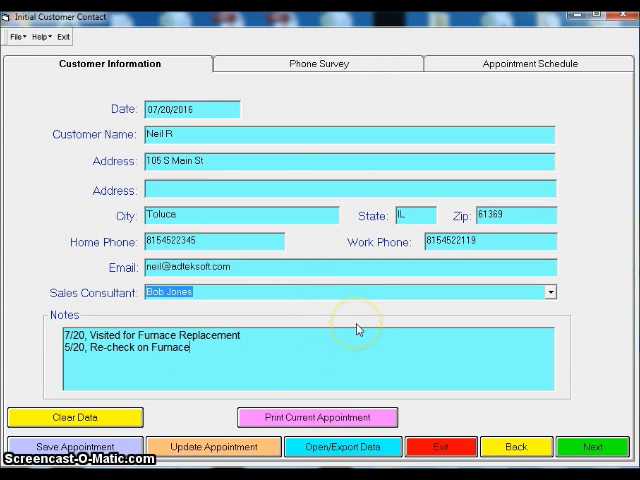 Initial Customer Contact
File Help Exit
Customer Information Phone Survey Appointment Schedule
Date: 07/20/2016
Customer Name: Neil R
Address: 105 S Main St
Address:
City: Toluca State: IL Zip: 61369
Home Phone: 8154522345 Work Phone: 8154522119
Email: neil@adteksoft.com
Sales Consultant: Bob Jones
Notes
7/20, Visited for Furnace Replacement
5/20, Re-check on Furnace
Clear Data Print Current Appointment
Save Appointment Update Appointment Open/Export Data Exit Back Next
Screencast-O-Matic.com